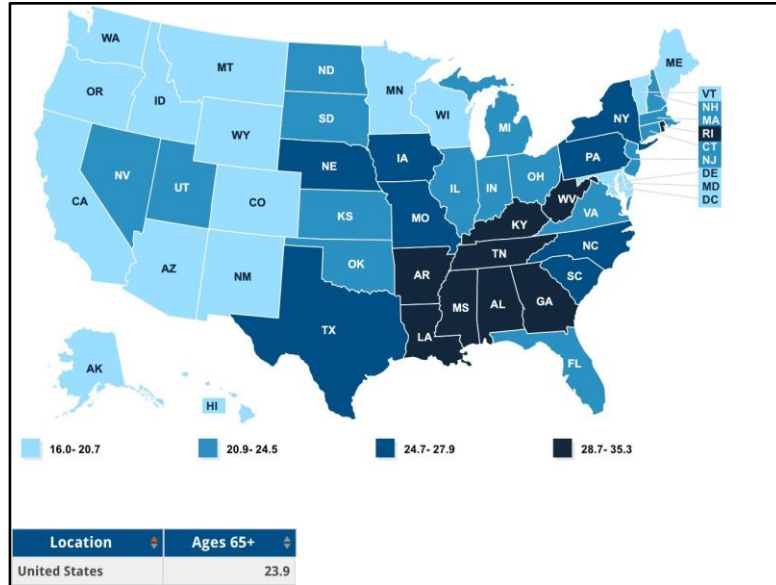 WA
MT
ND
MN
ME
OR
ID
SD
WI
MI
NY
VT
NH
MA
RI
CT
NJ
DE
MD
DC
WY
NE
IA
PA
NV
UT
CO
IL
IN
OH
WV
VA
CA
KS
MO
KY
NC
TN
AZ
NM
OK
AR
SC
MS
AL
GA
TX
LA
FL
AK
HI
16.0- 20.7
20.9- 24.5
24.7- 27.9
28.7- 35.3
Location Ages 65+
United States 23.9